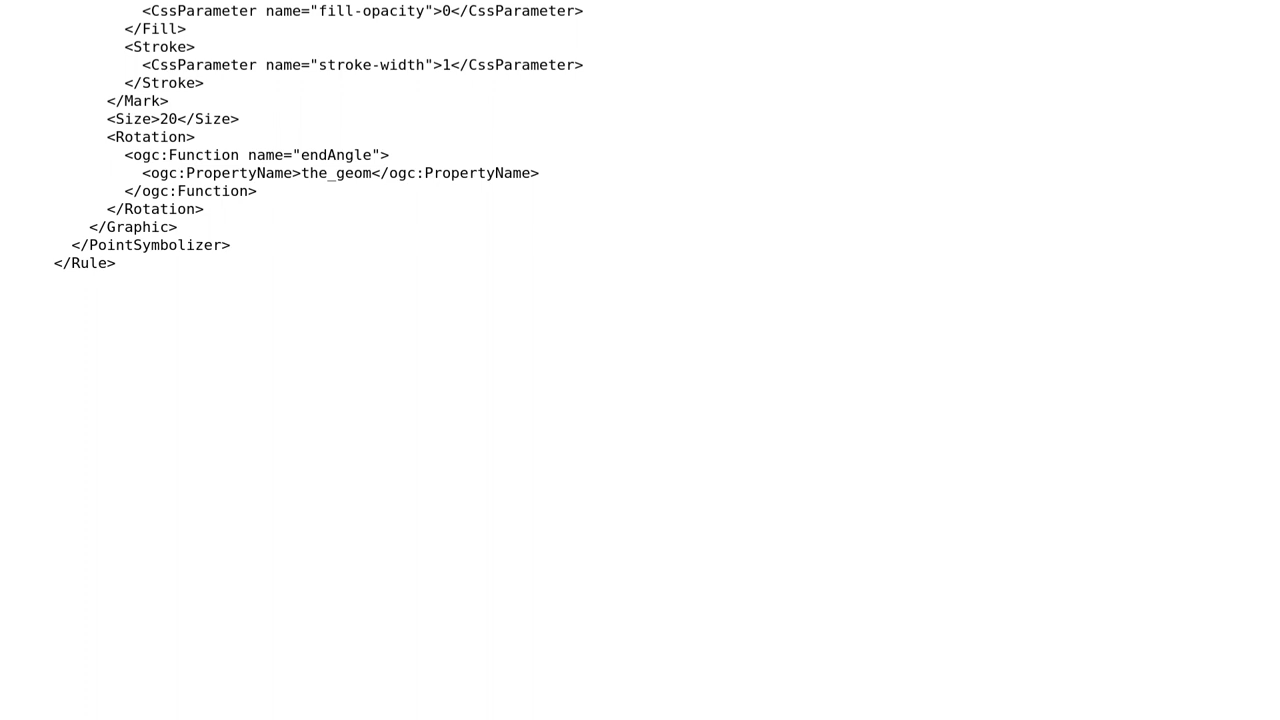 <CssParameter name="fill-opacity">0</CssParameter>
</Fill>
<Stroke>
<CssParameter name="stroke-width">1</CssParameter>
</Stroke>
</Mark>
<Size>20</Size>
<Rotation>
<ogc:Function name="endAngle">
<ogc:PropertyName>the_geom</ogc:PropertyName>
</ogc:Function>
</Rotation>
</Graphic>
</PointSymbolizer>
</Rule>